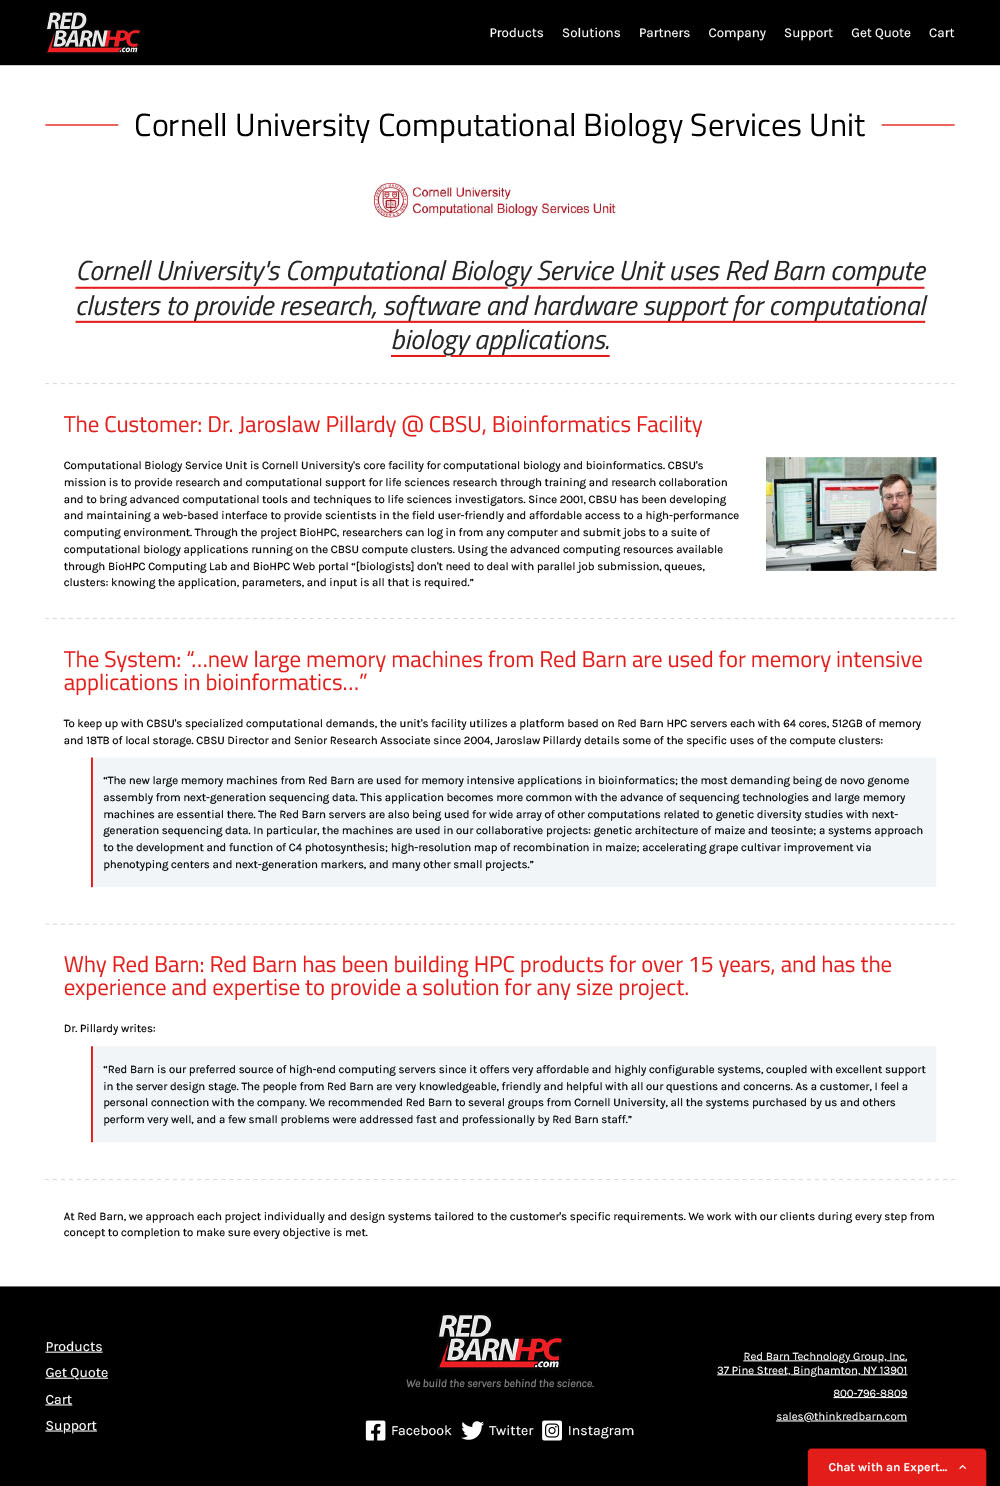 RED
BARNHPC
.com
Products Solutions Partners Company Support Get Quote Cart
Cornell University Computational Biology Services Unit
Cornell University
Computational Biology Services Unit
Cornell University's Computational Biology Service Unit uses Red Barn compute
clusters to provide research, software and hardware support for computational
biology applications.
The Customer: Dr. Jaroslaw Pillardy @ CBSU, Bioinformatics Facility
Computational Biology Service Unit is Cornell University's core facility for computational biology and bioinformatics. CBSU's
mission is to provide research and computational support for life sciences research through training and research collaboration
and to bring advanced computational tools and techniques to life sciences investigators. Since 2001, CBSU has been developing
and maintaining a web-based interface to provide scientists in the field user-friendly and affordable access to a high-performance
computing environment. Through the project BioHPC, researchers can log in from any computer and submit jobs to a suite of
computational biology applications running on the CBSU compute clusters. Using the advanced computing resources available
through BioHPC Computing Lab and BioHPC Web portal “[biologists] don't need to deal with parallel job submission, queues,
clusters: knowing the application, parameters, and input is all that is required.”
The System: “…new large memory machines from Red Barn are used for memory intensive
applications in bioinformatics…”
To keep up with CBSU's specialized computational demands, the unit's facility utilizes a platform based on Red Barn HPC servers each with 64 cores, 512GB of memory
and 18TB of local storage. CBSU Director and Senior Research Associate since 2004, Jaroslaw Pillardy details some of the specific uses of the compute clusters:
“The new large memory machines from Red Barn are used for memory intensive applications in bioinformatics; the most demanding being de novo genome
assembly from next-generation sequencing data. This application becomes more common with the advance of sequencing technologies and large memory
machines are essential there. The Red Barn servers are also being used for wide array of other computations related to genetic diversity studies with next-
generation sequencing data. In particular, the machines are used in our collaborative projects: genetic architecture of maize and teosinte; a systems approach
to the development and function of C4 photosynthesis; high-resolution map of recombination in maize; accelerating grape cultivar improvement via
phenotyping centers and next-generation markers, and many other small projects.”
Why Red Barn: Red Barn has been building HPC products for over 15 years, and has the
experience and expertise to provide a solution for any size project.
Dr. Pillardy writes:
“Red Barn is our preferred source of high-end computing servers since it offers very affordable and highly configurable systems, coupled with excellent support
in the server design stage. The people from Red Barn are very knowledgeable, friendly and helpful with all our questions and concerns. As a customer, I feel a
personal connection with the company. We recommended Red Barn to several groups from Cornell University, all the systems purchased by us and others
perform very well, and a few small problems were addressed fast and professionally by Red Barn staff.”
At Red Barn, we approach each project individually and design systems tailored to the customer's specific requirements. We work with our clients during every step from
concept to completion to make sure every objective is met.
Products
Get Quote
Cart
Support
RED
BARNHPC
.com
We build the servers behind the science.
Facebook Twitter Instagram
Red Barn Technology Group, Inc.
37 Pine Street, Binghamton, NY 13901
800-796-8809
sales@thinkredbarn.com
Chat with an Expert...